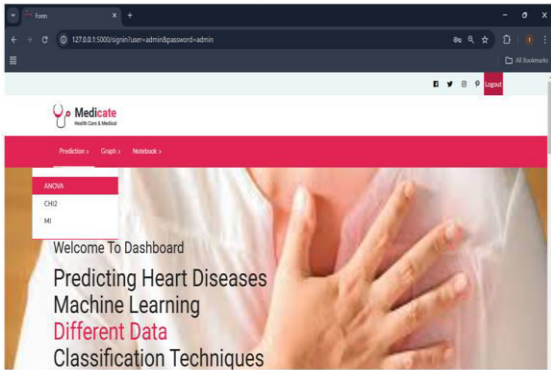 Form
127.0.0.1:5000/signin?user=admin&password=admin
All Bookmarks
Logout
Medicate
Health Care & Medical
Prediction
Graph
Notebook
ANOVA
CHI2
MI
Welcome To Dashboard
Predicting Heart Diseases
Machine Learning
Different Data
Classification Techniques